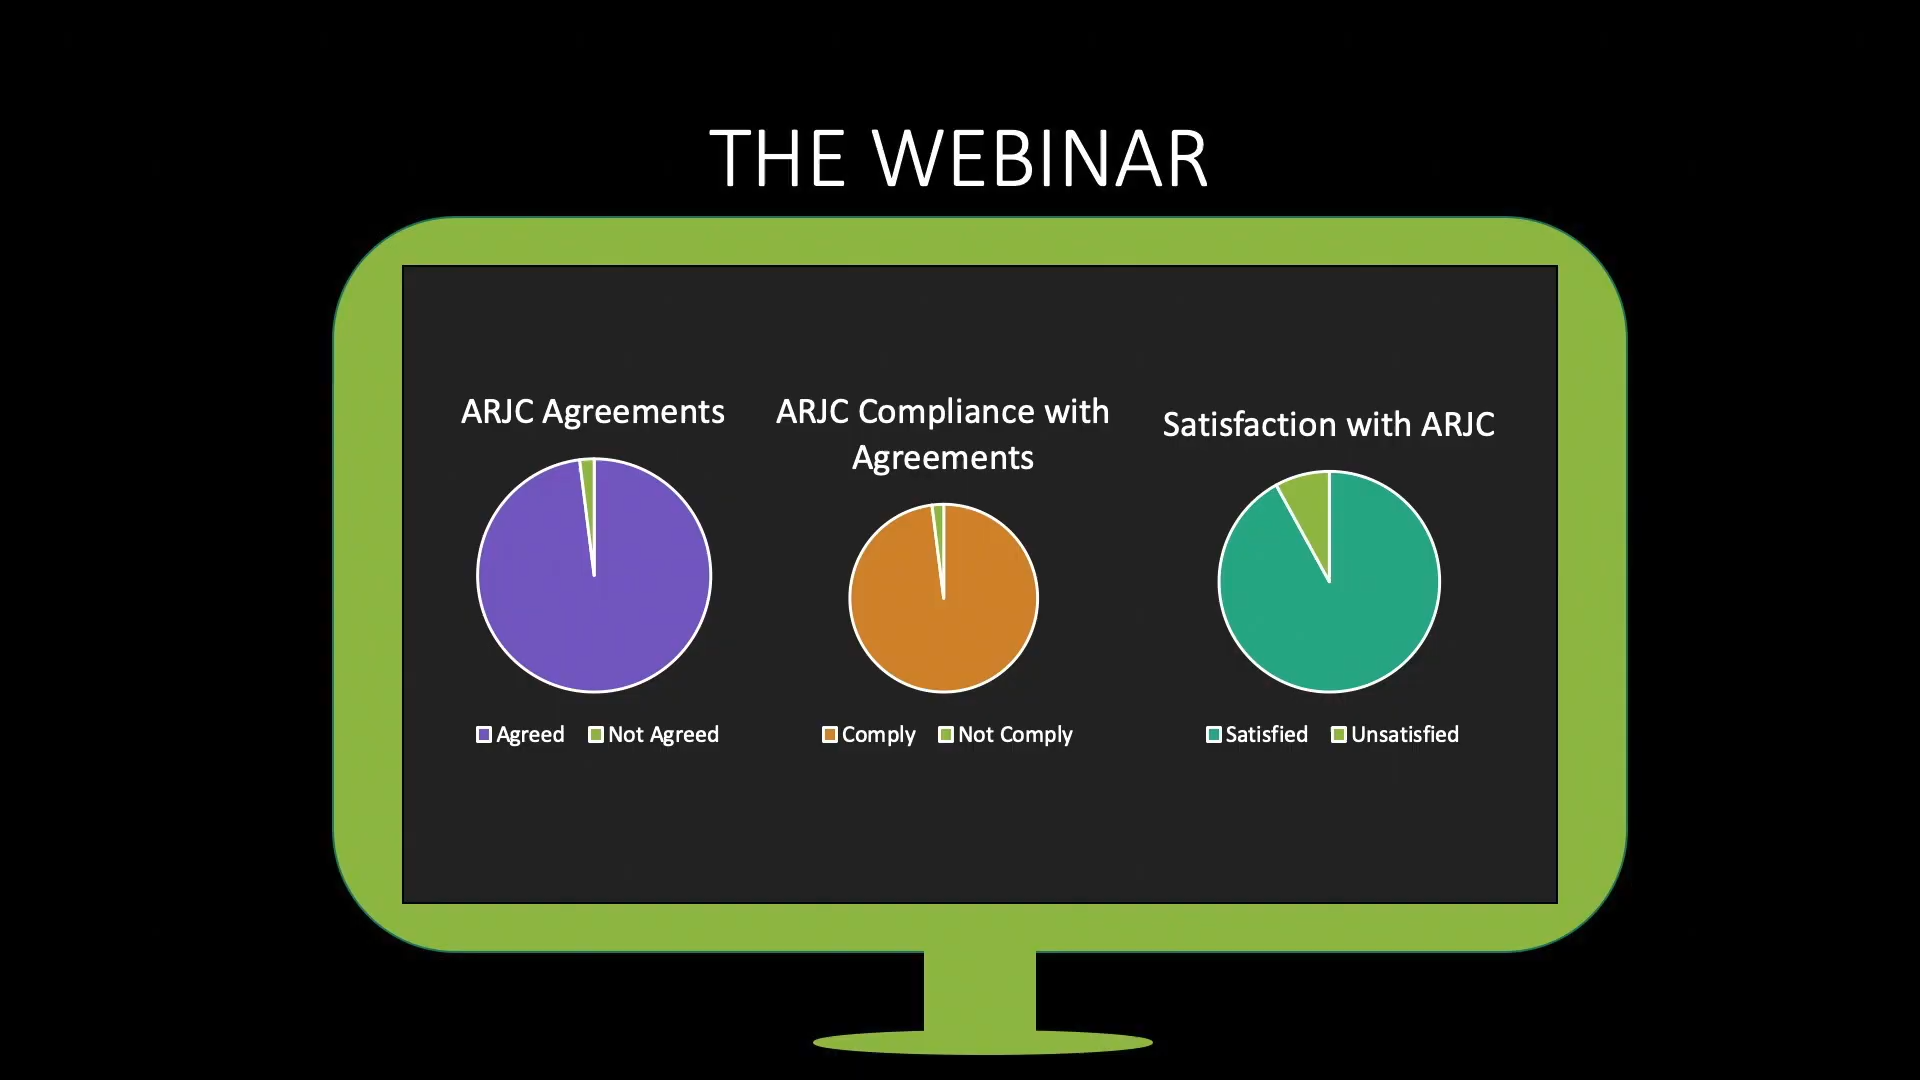 THE WEBINAR
ARJC Agreements
Agreed Not Agreed
ARJC Compliance with
Agreements
Comply Not Comply
Satisfaction with ARJC
Satisfied Unsatisfied